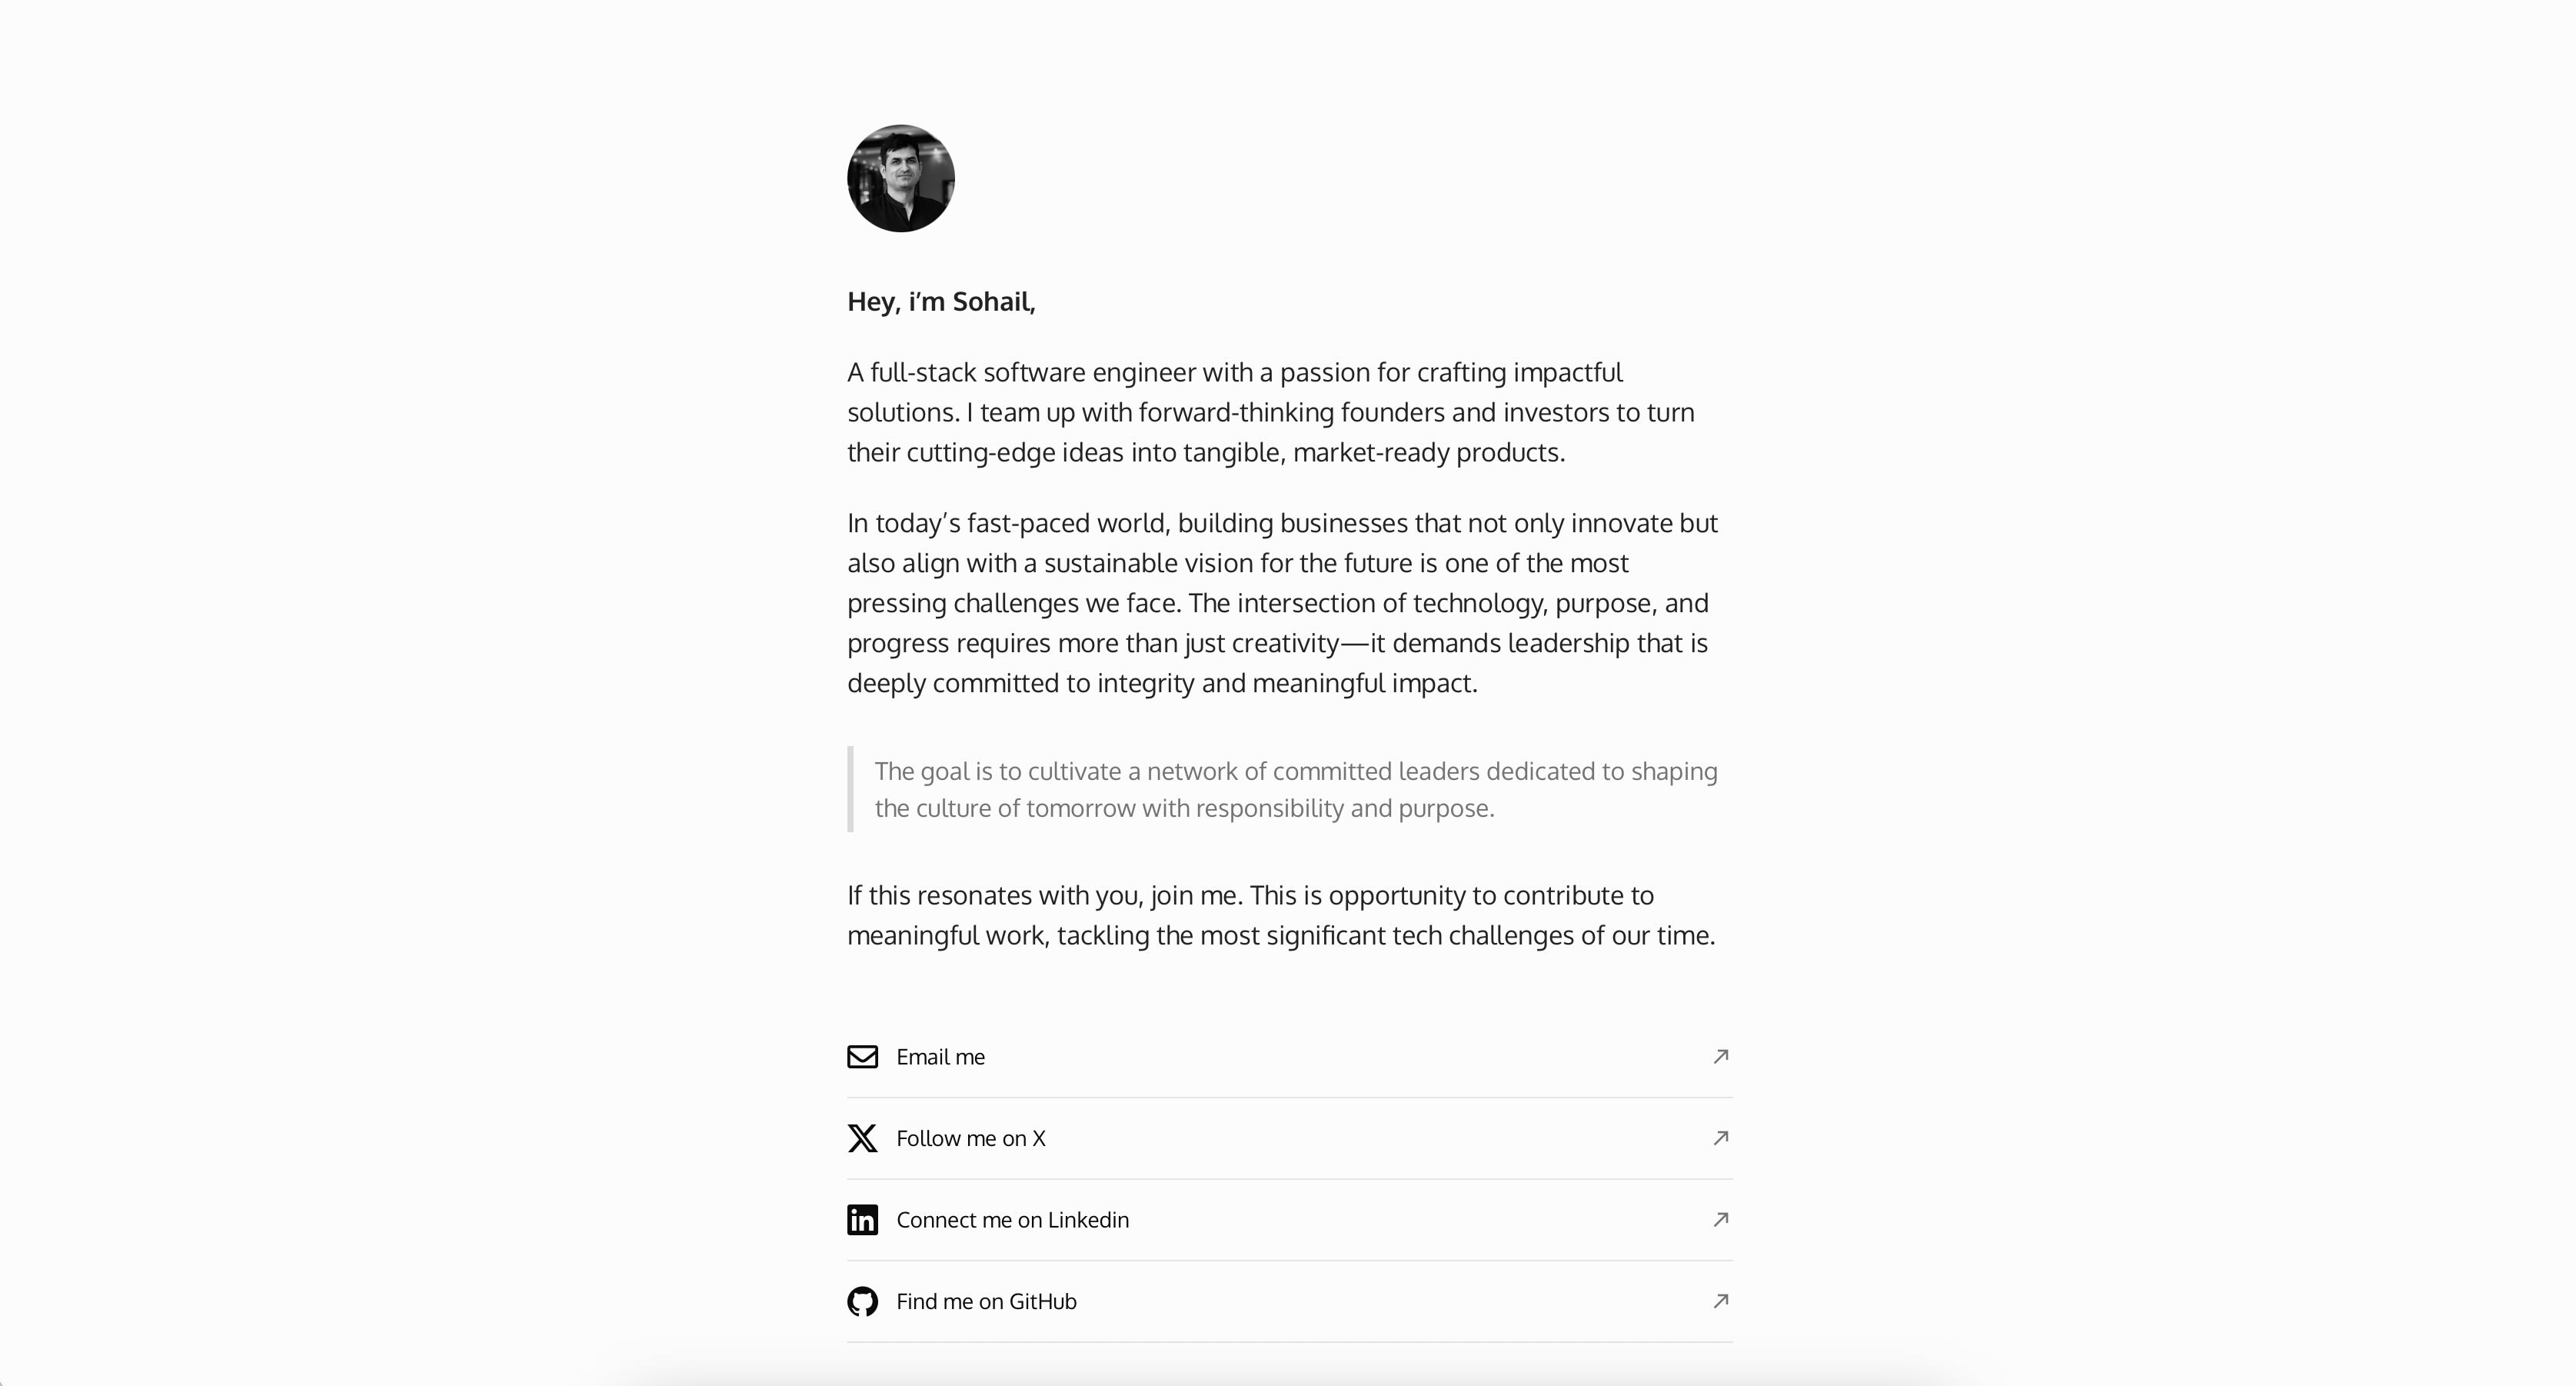 Hey, i’m Sohail,
A full-stack software engineer with a passion for crafting impactful
solutions. I team up with forward-thinking founders and investors to turn
their cutting-edge ideas into tangible, market-ready products.
In today’s fast-paced world, building businesses that not only innovate but
also align with a sustainable vision for the future is one of the most
pressing challenges we face. The intersection of technology, purpose, and
progress requires more than just creativity—it demands leadership that is
deeply committed to integrity and meaningful impact.
The goal is to cultivate a network of committed leaders dedicated to shaping
the culture of tomorrow with responsibility and purpose.
If this resonates with you, join me. This is opportunity to contribute to
meaningful work, tackling the most significant tech challenges of our time.
Email me
Follow me on X
Connect me on Linkedin
Find me on GitHub